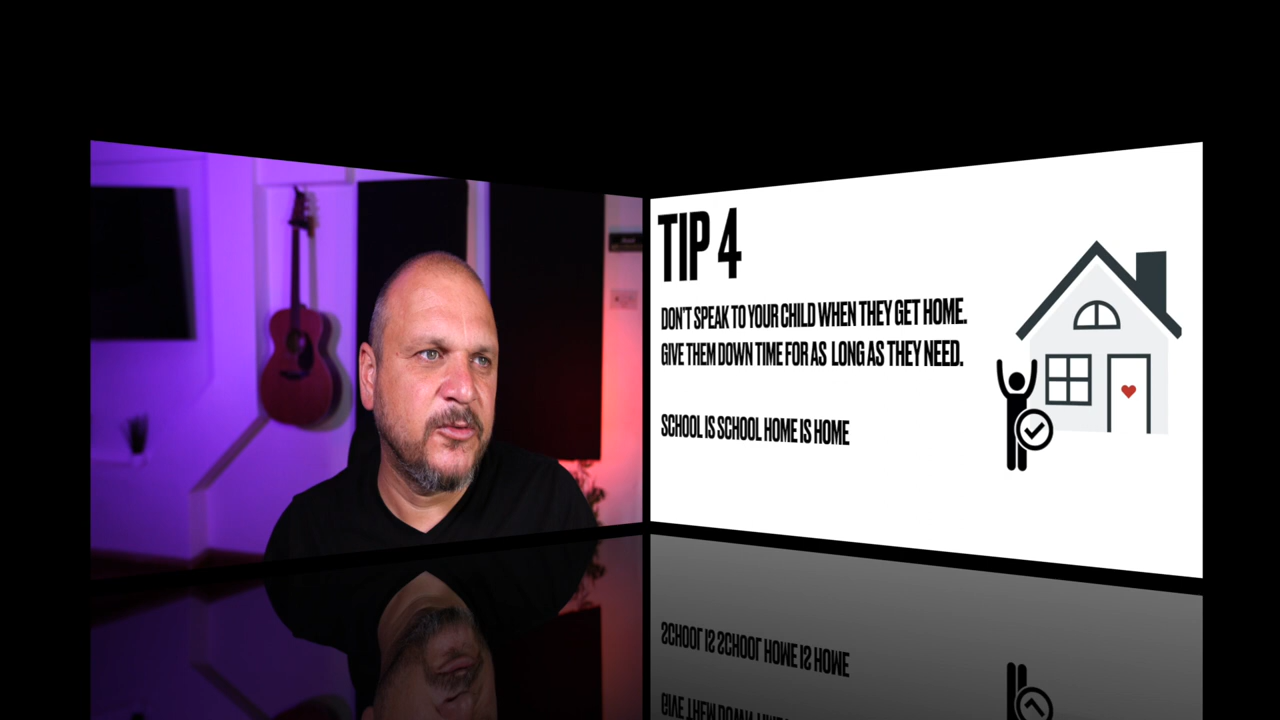 TIP 4
DON'T SPEAK TO YOUR CHILD WHEN THEY GET HOME.
GIVE THEM DOWN TIME FOR AS LONG AS THEY NEED.
SCHOOL IS SCHOOL HOME IS HOME